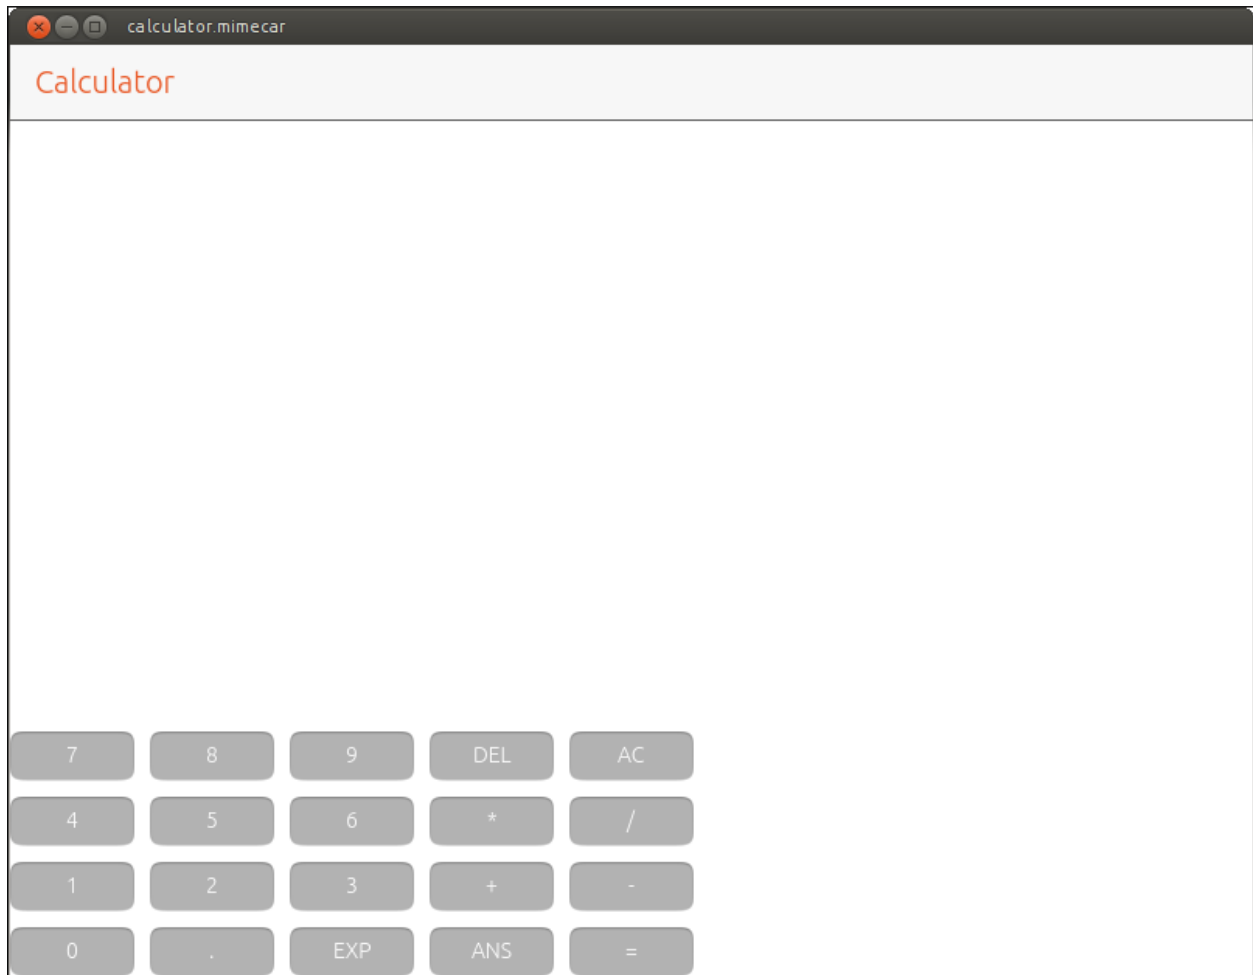 calculator.mimecar
Calculator
7 8 9 DEL AC
4 5 6 * /
1 2 3 + -
0 . EXP ANS =